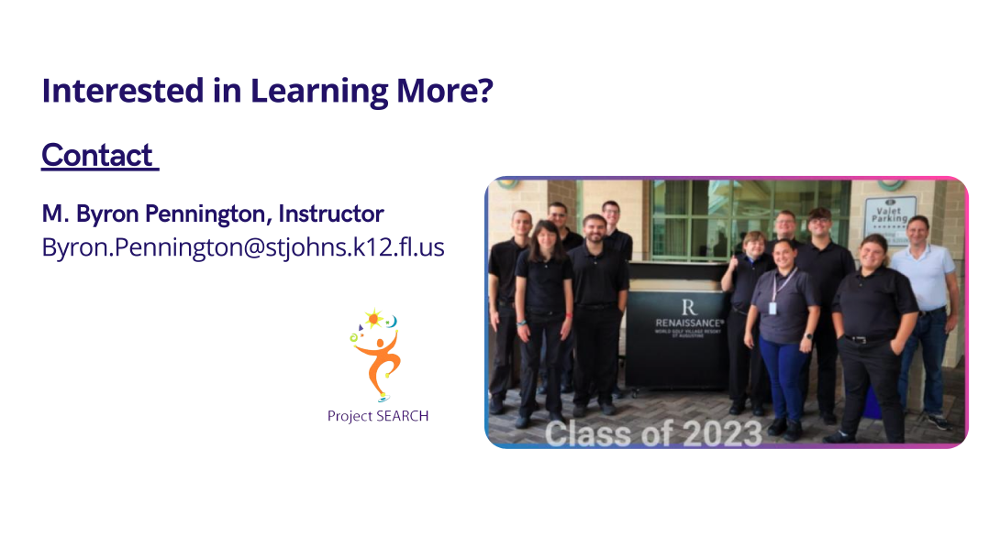 Interested in Learning More?
Contact
M. Byron Pennington, Instructor
Byron.Pennington@stjohns.k12.fl.us
Project SEARCH
Valet
Parking
R
RENAISSANCE®
WORLD GOLF VILLAGE RESORT
ST AUGUSTINE
Class of 2023